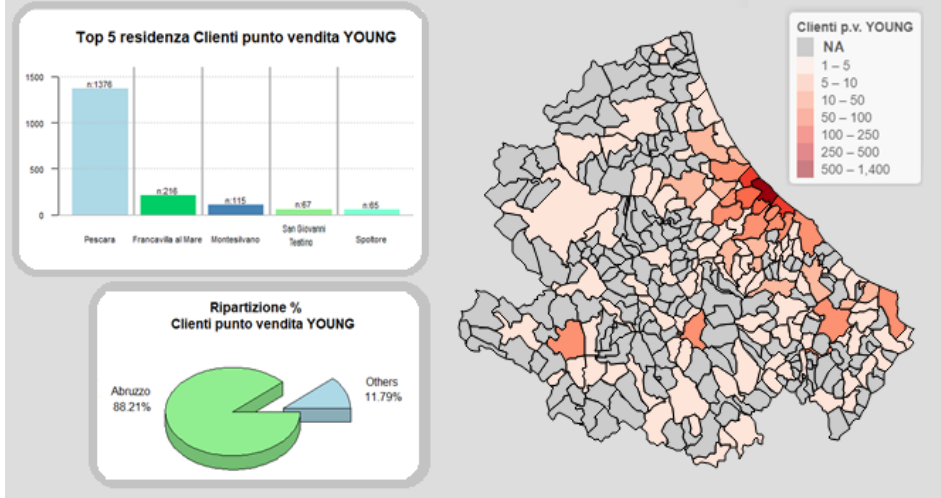 Top 5 residenza Clienti punto vendita YOUNG
1500
1000
500
0
n:1376
n:216
n:115
n:67
n:65
Pescara
Francavilla al Mare
Montesilvano
San Giovanni
Teatino
Spoltore
Ripartizione %
Clienti punto vendita YOUNG
Abruzzo
88.21%
Others
11.79%
Clienti p.v. YOUNG
NA
1 – 5
5 – 10
10 – 50
50 – 100
100 – 250
250 – 500
500 – 1,400